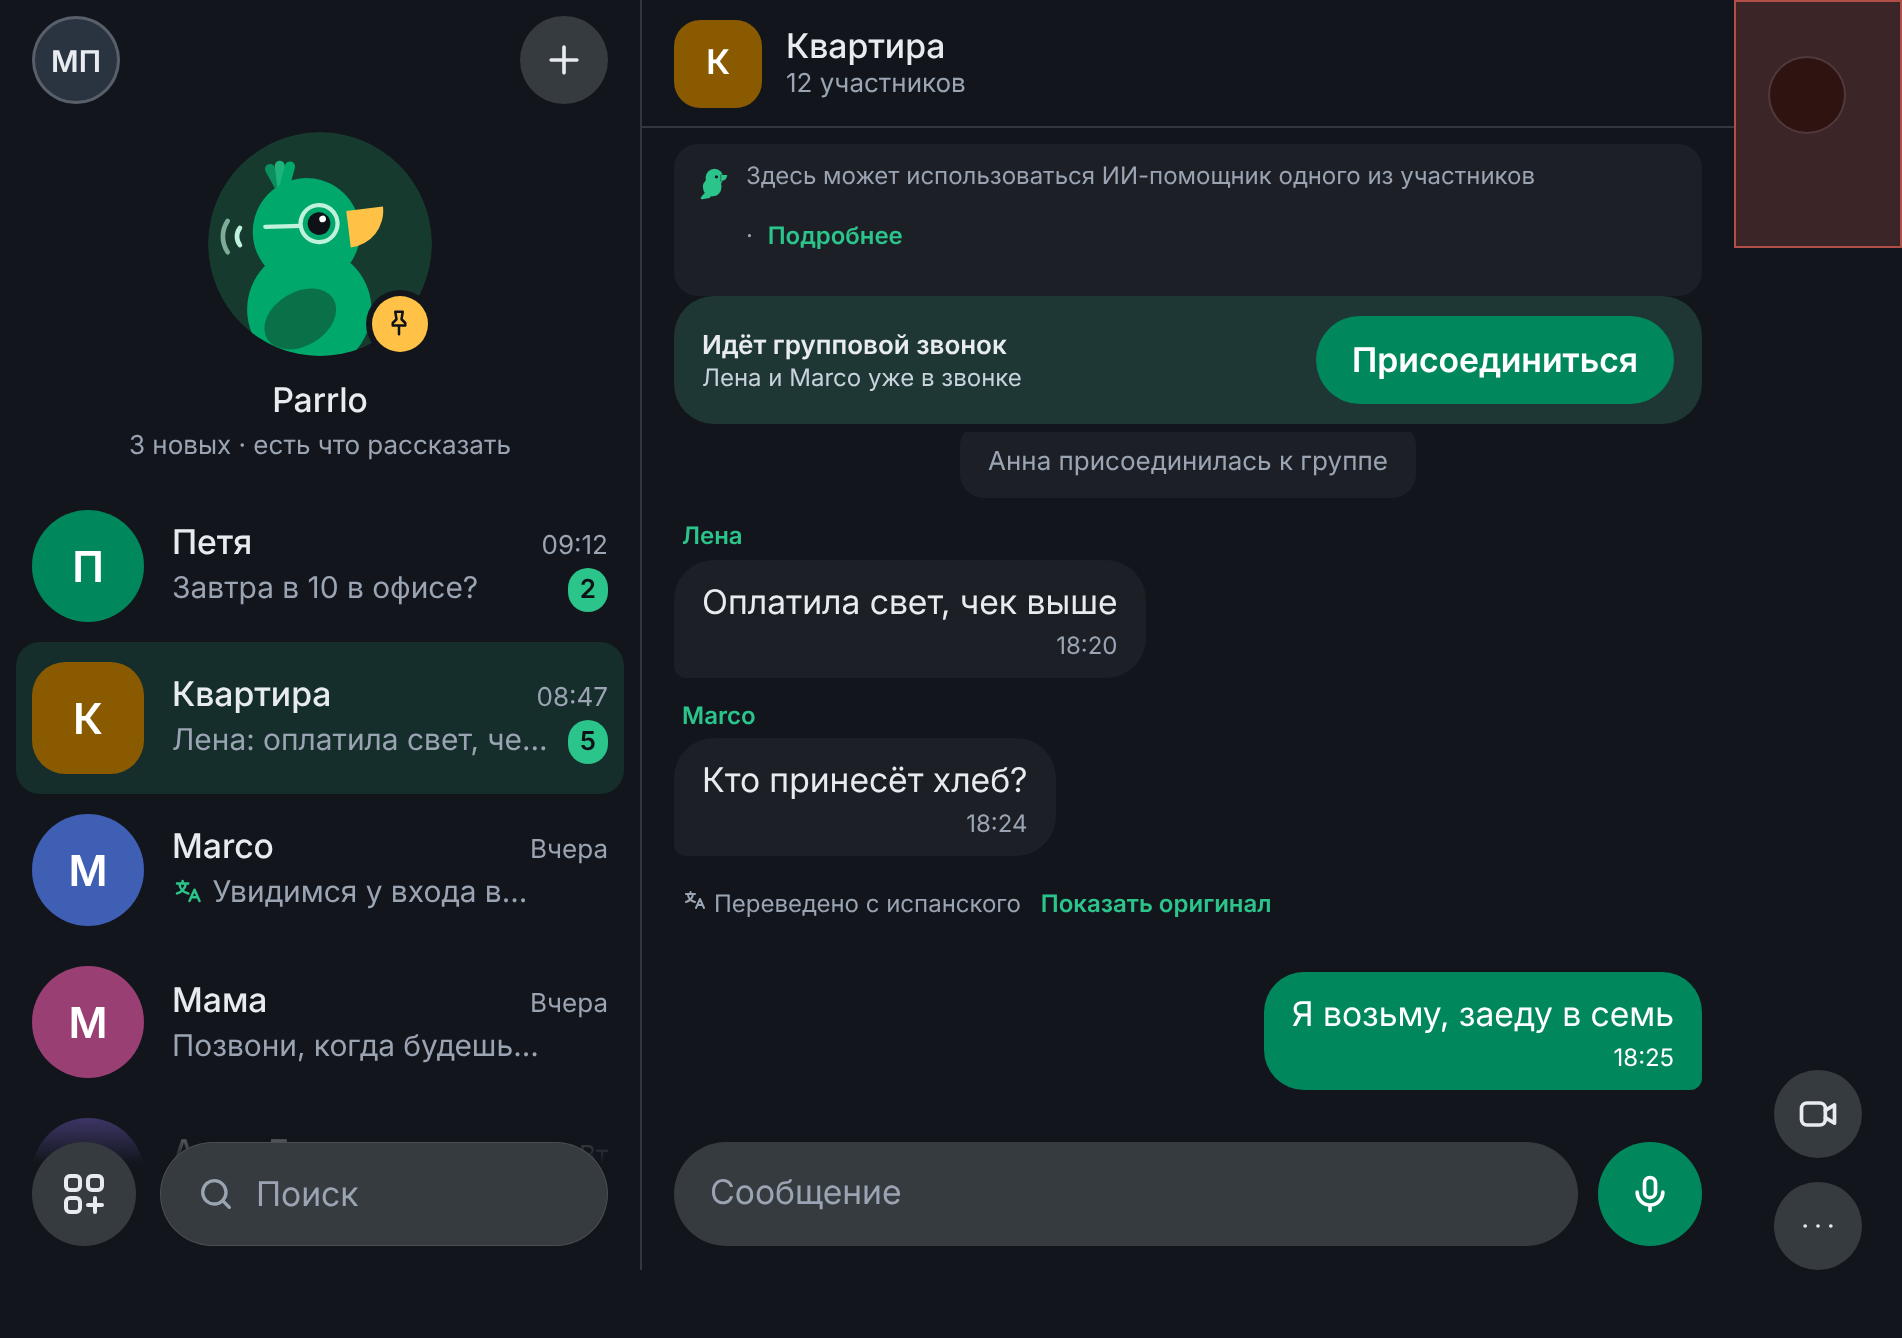 МП
Parrlo
3 новых · есть что рассказать
П
Петя
09:12
Завтра в 10 в офисе?
2
К
Квартира
08:47
Лена: оплатила свет, че...
5
M
Marco
Вчера
Увидимся у входа в...
М
Мама
Вчера
Позвони, когда будешь...
Поиск
К
Квартира
12 участников
Здесь может использоваться ИИ-помощник одного из участников
· Подробнее
Идёт групповой звонок
Лена и Marco уже в звонке
Присоединиться
Анна присоединилась к группе
Лена
Оплатила свет, чек выше
18:20
Marco
Кто принесёт хлеб?
18:24
Переведено с испанского Показать оригинал
Я возьму, заеду в семь
18:25
Сообщение